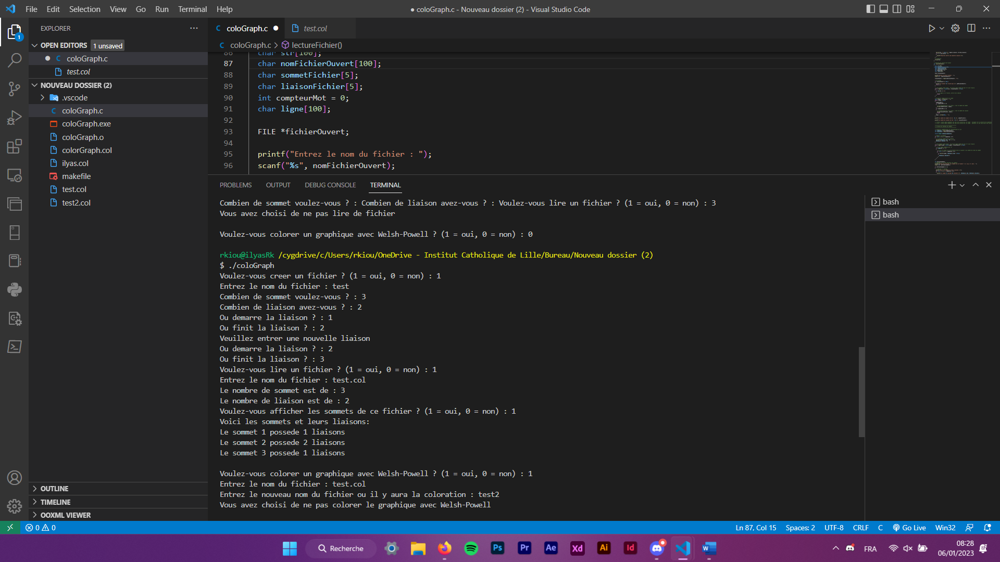 File Edit Selection View Go Run Terminal Help
● coloGraph.c - Nouveau dossier (2) - Visual Studio Code
EXPLORER
OPEN EDITORS 1 unsaved
coloGraph.c
test.col
NOUVEAU DOSSIER (2)
.vscode
coloGraph.c
coloGraph.exe
coloGraph.o
colorGraph.col
ilyas.col
makefile
test.col
test2.col
OUTLINE
TIMELINE
OOXML VIEWER
coloGraph.c test.col
coloGraph.c > lectureFichier()
86 char str[100];
87 char nomFichierOuvert[100];
88 char sommetFichier[5];
89 char liaisonFichier[5];
90 int compteurMot = 0;
91 char ligne[100];
92
93 FILE *fichierOuvert;
94
95 printf("Entrez le nom du fichier : ");
96 scanf("%s", nomFichierOuvert);
PROBLEMS OUTPUT DEBUG CONSOLE TERMINAL
bash
bash
Combien de sommet voulez-vous ? : Combien de liaison avez-vous ? : Voulez-vous lire un fichier ? (1 = oui, 0 = non) : 3
Vous avez choisi de ne pas lire de fichier
Voulez-vous colorer un graphique avec Welsh-Powell ? (1 = oui, 0 = non) : 0
rkiou@ilyasRk /cygdrive/c/Users/rkiou/OneDrive - Institut Catholique de Lille/Bureau/Nouveau dossier (2)
$ ./coloGraph
Voulez-vous creer un fichier ? (1 = oui, 0 = non) : 1
Entrez le nom du fichier : test
Combien de sommet voulez-vous ? : 3
Combien de liaison avez-vous ? : 2
Ou demarre la liaison ? : 1
Ou finit la liaison ? : 2
Veuillez entrer une nouvelle liaison
Ou demarre la liaison ? : 2
Ou finit la liaison ? : 3
Voulez-vous lire un fichier ? (1 = oui, 0 = non) : 1
Entrez le nom du fichier : test.col
Le nombre de sommet est de : 3
Le nombre de liaison est de : 2
Voulez-vous afficher les sommets de ce fichier ? (1 = oui, 0 = non) : 1
Voici les sommets et leurs liaisons:
Le sommet 1 possede 1 liaisons
Le sommet 2 possede 2 liaisons
Le sommet 3 possede 1 liaisons
Voulez-vous colorer un graphique avec Welsh-Powell ? (1 = oui, 0 = non) : 1
Entrez le nom du fichier : test.col
Entrez le nouveau nom du fichier ou il y aura la coloration : test2
Vous avez choisi de ne pas colorer le graphique avec Welsh-Powell
0 0
Ln 87, Col 15 Spaces: 2 UTF-8 CRLF C Go Live Win32
Recherche
Ps Pr Ae Xd Ai Id
FRA
08:28
06/01/2023